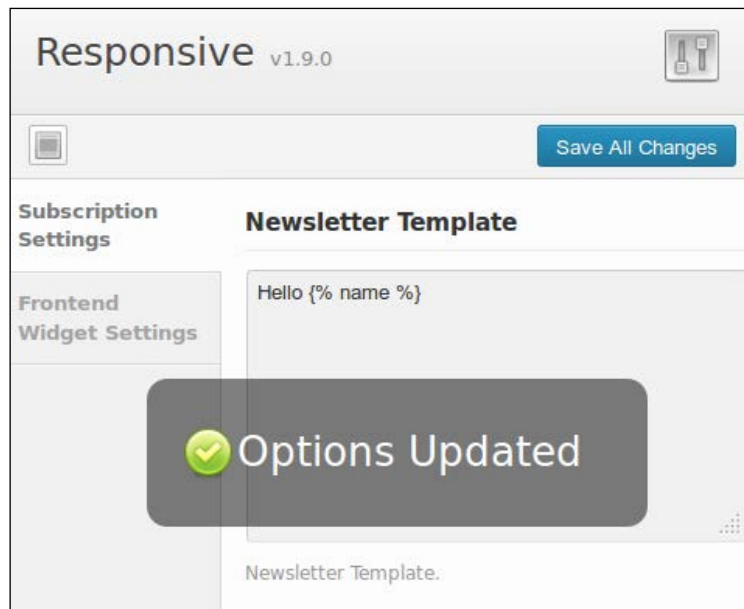 Responsive v1.9.0
Save All Changes
Subscription
Settings
Newsletter Template
Frontend
Widget Settings
Hello {% name %}
Options Updated
Newsletter Template.